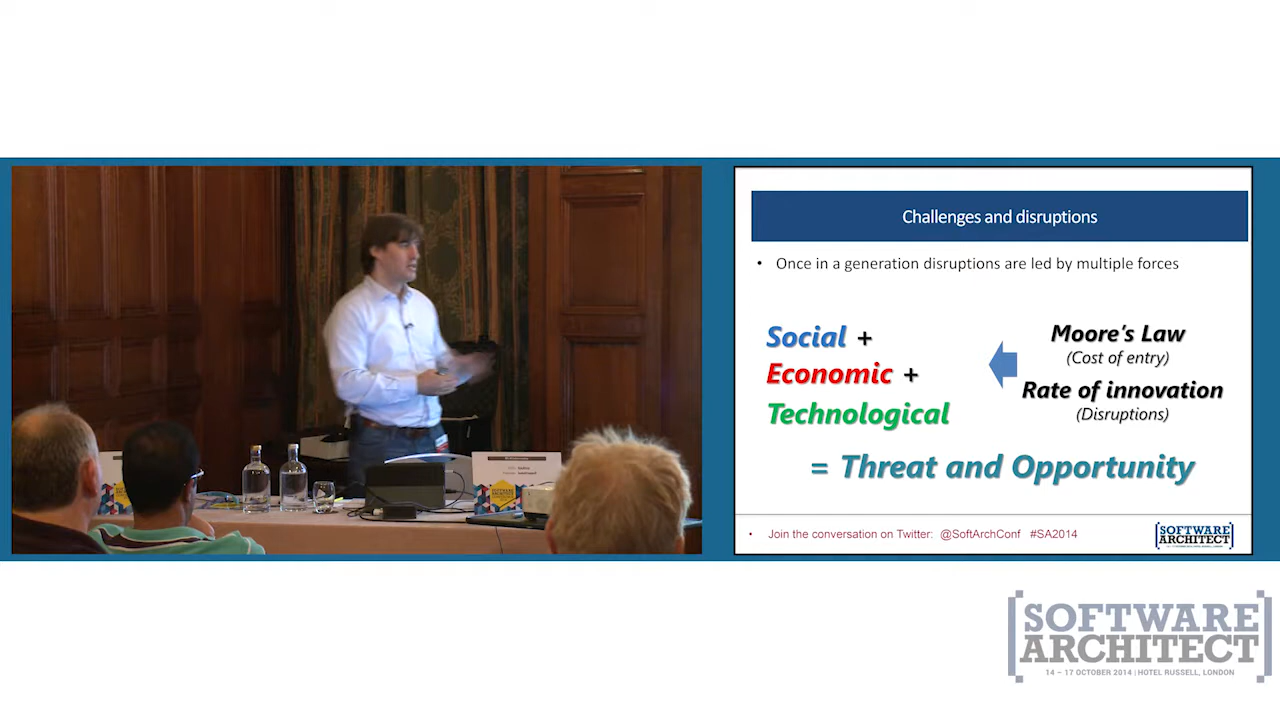 Challenges and disruptions
• Once in a generation disruptions are led by multiple forces
Social +
Economic +
Technological
Moore's Law
(Cost of entry)
Rate of innovation
(Disruptions)
= Threat and Opportunity
• Join the conversation on Twitter: @SoftArchConf #SA2014
[SOFTWARE
ARCHITECT]
SOFTWARE
ARCHITECT
[SOFTWARE
ARCHITECT]
14 – 17 OCTOBER 2014 | HOTEL RUSSELL, LONDON